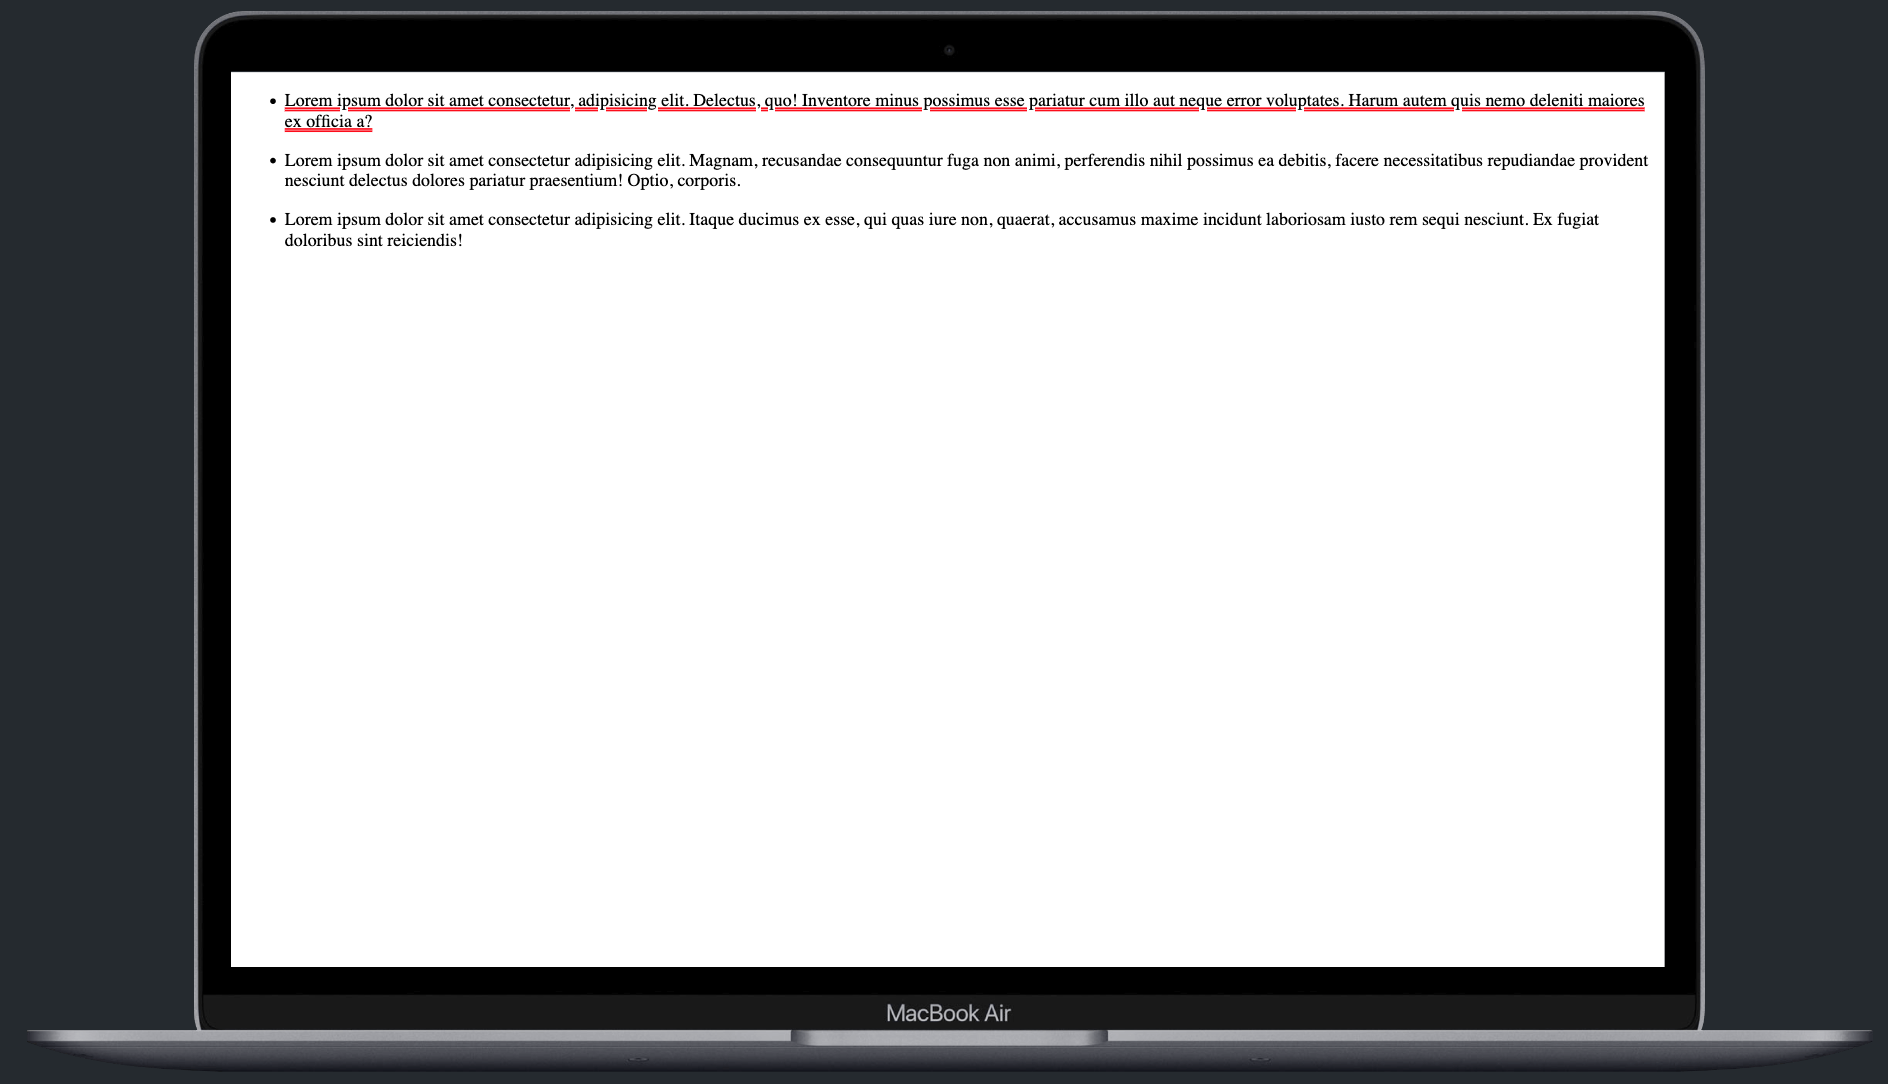 • Lorem ipsum dolor sit amet consectetur, adipisicing elit. Delectus, quo! Inventore minus possimus esse pariatur cum illo aut neque error voluptates. Harum autem quis nemo deleniti maiores
ex officia a?
• Lorem ipsum dolor sit amet consectetur adipisicing elit. Magnam, recusandae consequuntur fuga non animi, perferendis nihil possimus ea debitis, facere necessitatibus repudiandae provident
nesciunt delectus dolores pariatur praesentium! Optio, corporis.
• Lorem ipsum dolor sit amet consectetur adipisicing elit. Itaque ducimus ex esse, qui quas iure non, quaerat, accusamus maxime incidunt laboriosam iusto rem sequi nesciunt. Ex fugiat
doloribus sint reiciendis!
MacBook Air